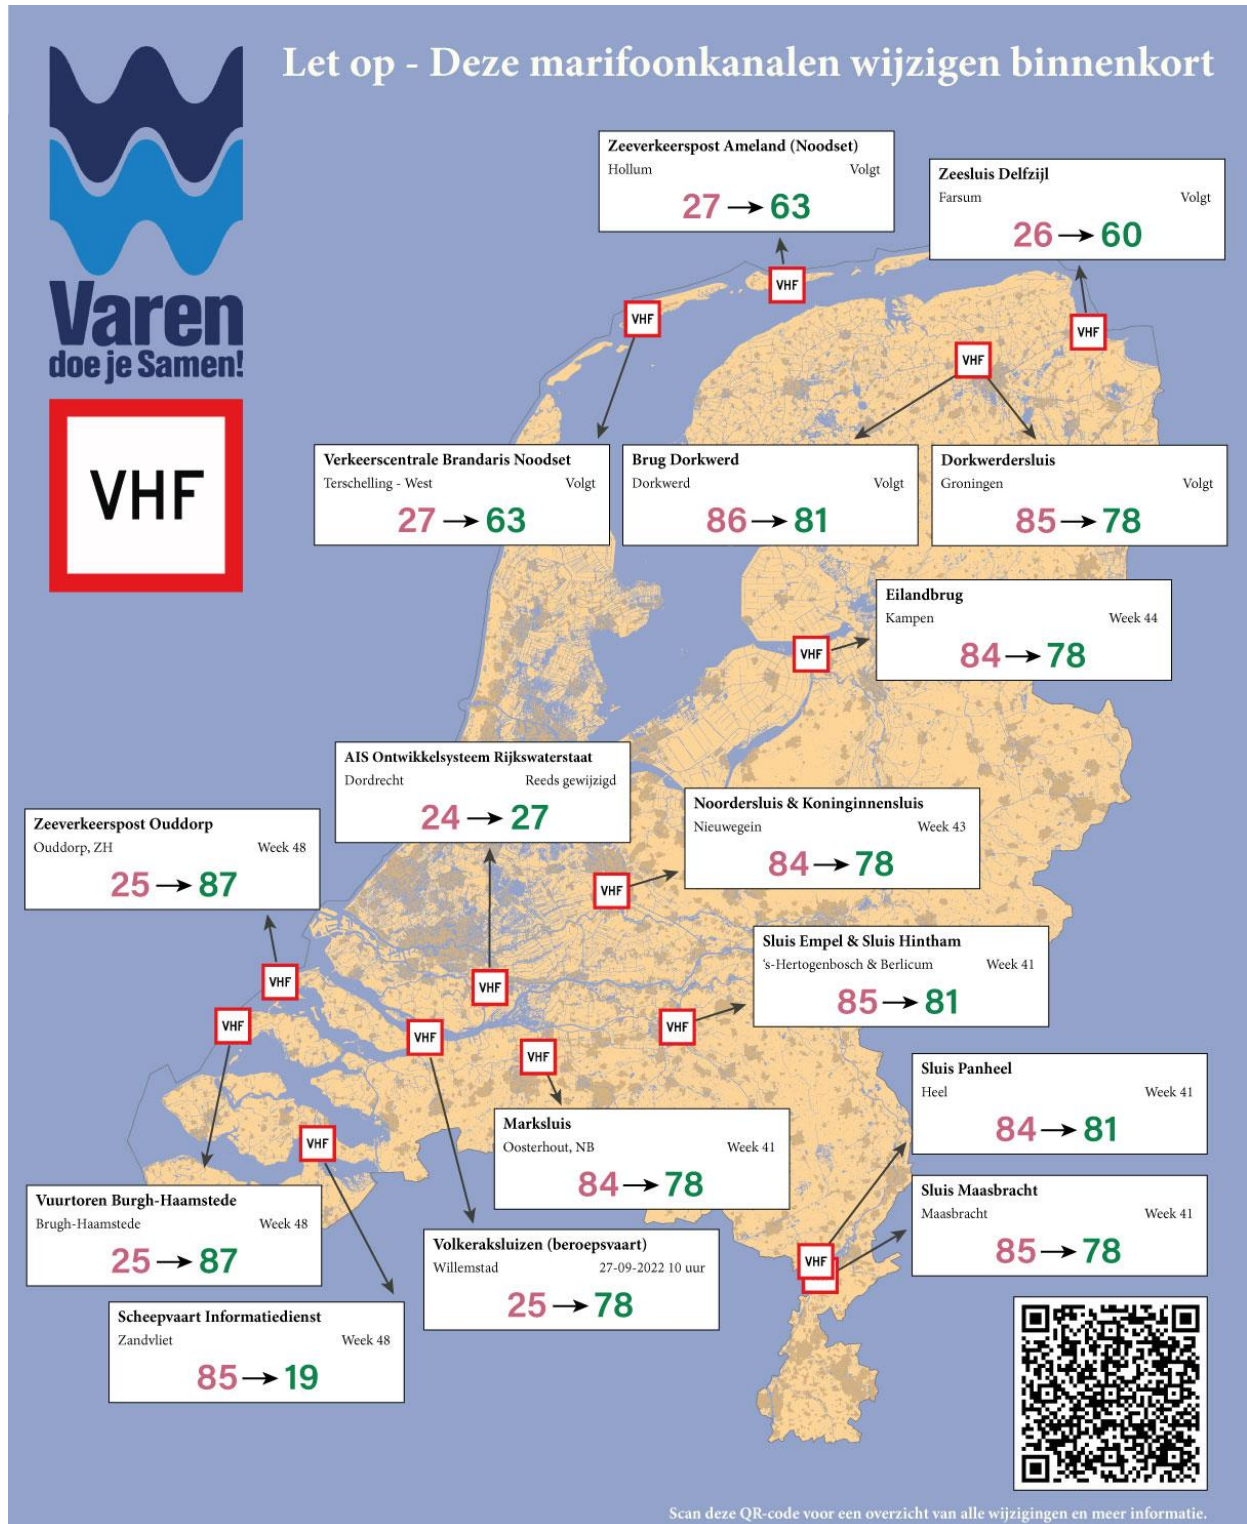 Let op - Deze marifoonkanalen wijzigen binnenkort
Varen
doe je Samen!
VHF
Zeeverkeerspost Ameland (Noodset)
Hollum Volgt
27 → 63
Zeesluis Delfzijl
Farsum Volgt
26 → 60
VHF
VHF
VHF
VHF
Verkeerscentrale Brandaris Noodset
Terschelling - West Volgt
27 → 63
Brug Dorkwerd
Dorkwerd Volgt
86 → 81
Dorkwerdersluis
Groningen Volgt
85 → 78
Eilandbrug
Kampen Week 44
84 → 78
VHF
AIS Ontwikkelsysteem Rijkswaterstaat
Dordrecht Reeds gewijzigd
24 → 27
Noordersluis & Koninginnensluis
Nieuwegein Week 43
84 → 78
Zeeverkeerspost Ouddorp
Ouddorp, ZH Week 48
25 → 87
VHF
Sluis Empel & Sluis Hintham
's-Hertogenbosch & Berlicum Week 41
85 → 81
VHF
VHF
VHF
VHF
VHF
VHF
Sluis Panheel
Heel Week 41
84 → 81
Marksluis
Oosterhout, NB Week 41
84 → 78
VHF
Sluis Maasbracht
Maasbracht Week 41
85 → 78
Vuurtoren Burgh-Haamstede
Brugh-Haamstede Week 48
25 → 87
Volkeraksluizen (beroepsvaart)
Willemstad 27-09-2022 10 uur
25 → 78
VHF
Scheepvaart Informatiedienst
Zandvliet Week 48
85 → 19
Scan deze QR-code voor een overzicht van alle wijzigingen en meer informatie.